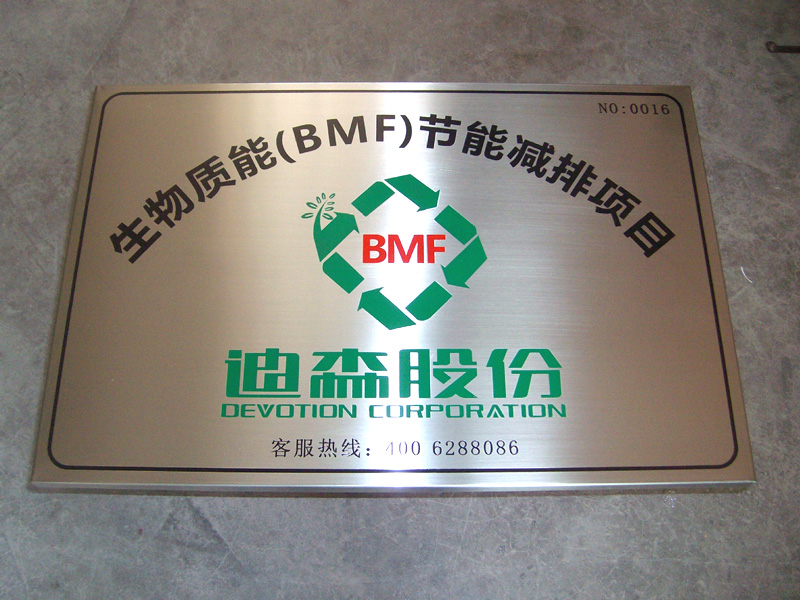 NO:0016
生物质能(BMF)节能减排项目
BMF
迪森股份
DEVOTION CORPORATION
客服热线：400 6288086